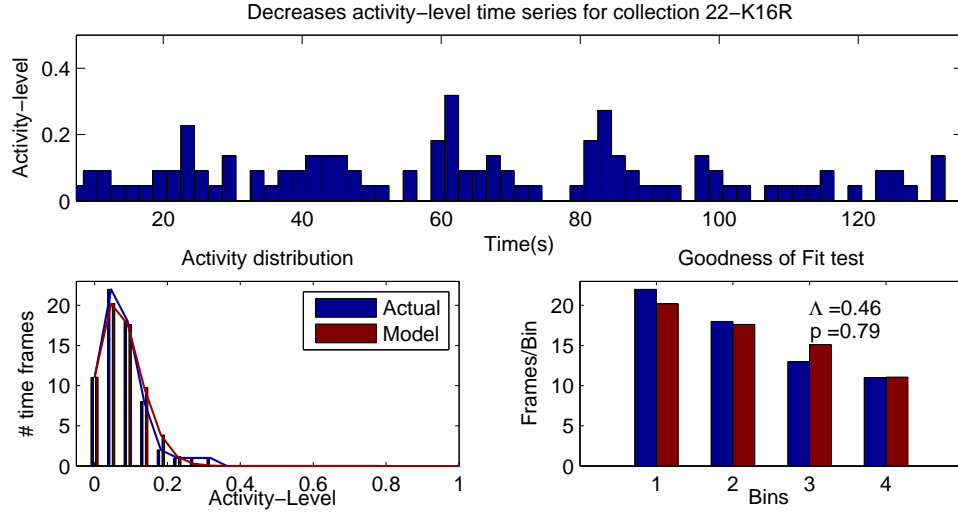 Decreases activity−level time series for collection 22−K16R
Activity−level
0.4
0.2
0
20 40 60 80 100 120
Time(s)
Activity distribution
# time frames
20
15
10
5
0
0 0.2 0.4 0.6 0.8 1
Activity−Level
Actual
Model
Goodness of Fit test
Frames/Bin
20
15
10
5
0
Λ =0.46
p =0.79
1 2 3 4
Bins